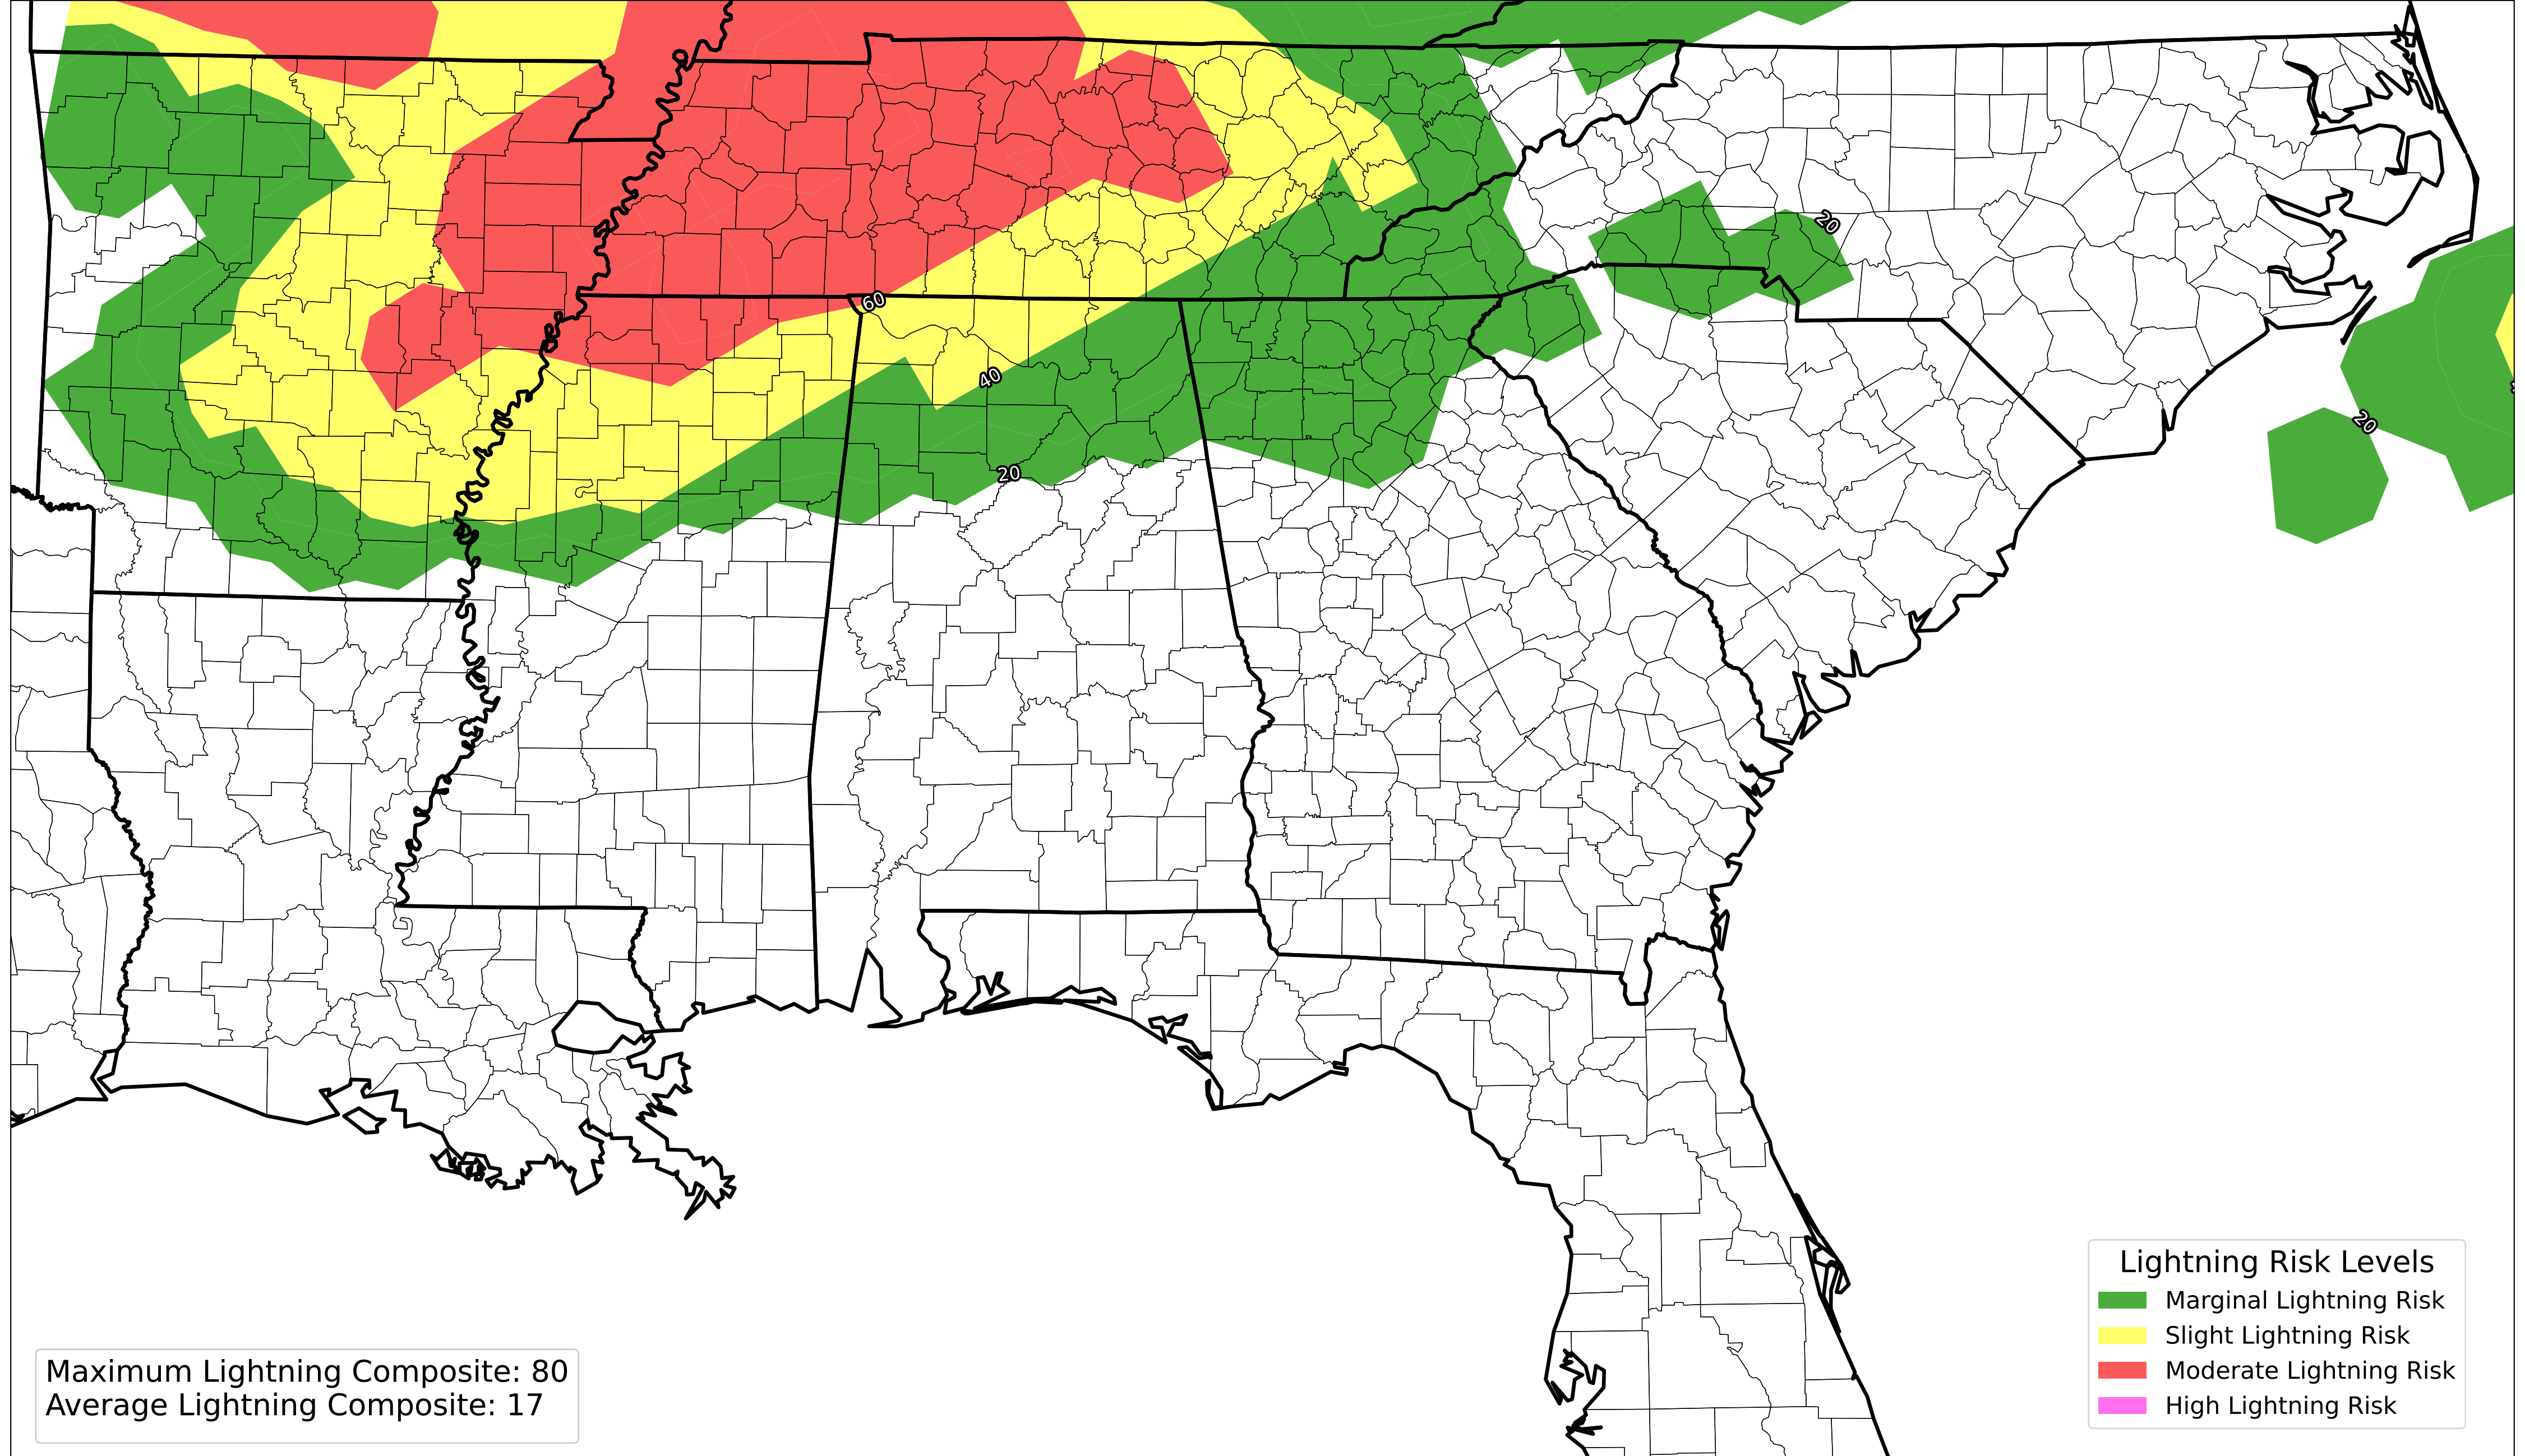 20
60
40
20
20
Lightning Risk Levels
Marginal Lightning Risk
Slight Lightning Risk
Moderate Lightning Risk
High Lightning Risk
Maximum Lightning Composite: 80
Average Lightning Composite: 17